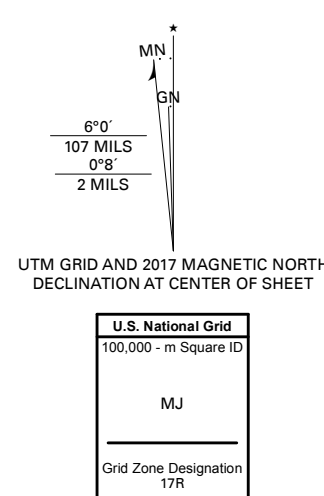 ★
MN
GN
6°0´
107 MILS
0°8´
2 MILS
UTM GRID AND 2017 MAGNETIC NORTH
DECLINATION AT CENTER OF SHEET
U.S. National Grid
100,000 - m Square ID
MJ
Grid Zone Designation
17R